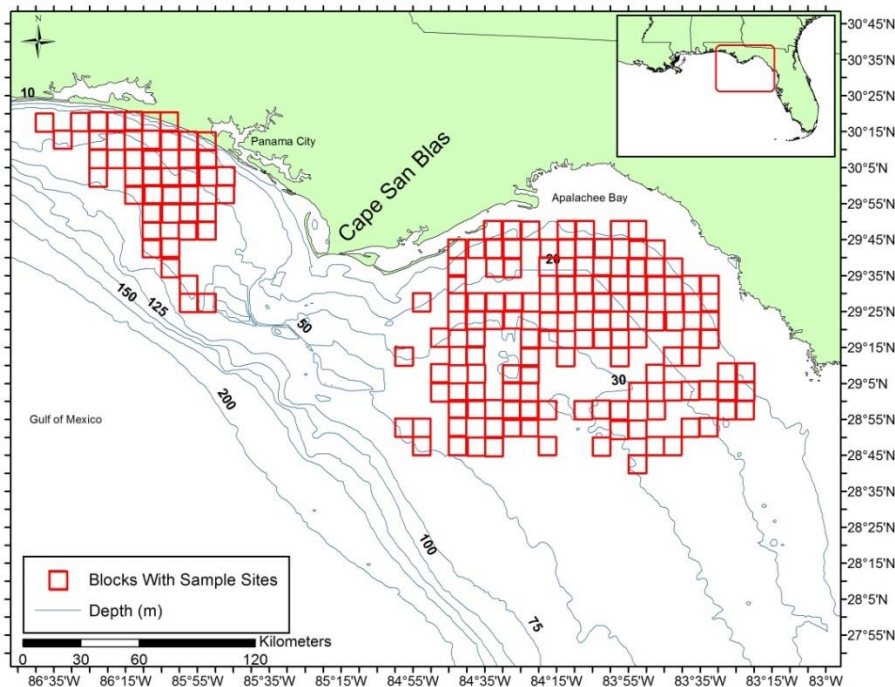 30°45'N
30°35'N
30°25'N
30°15'N
30°5'N
29°55'N
29°45'N
29°35'N
29°25'N
29°15'N
29°5'N
28°55'N
28°45'N
28°35'N
28°25'N
28°15'N
28°5'N
27°55'N
N
10
Panama City
Cape San Blas
Apalachee Bay
20
150
125
50
30
200
Gulf of Mexico
100
75
Blocks With Sample Sites
Depth (m)
Kilometers
0 30 60 120
86°35'W 86°15'W 85°55'W 85°35'W 85°15'W 84°55'W 84°35'W 84°15'W 83°55'W 83°35'W 83°15'W 83°W